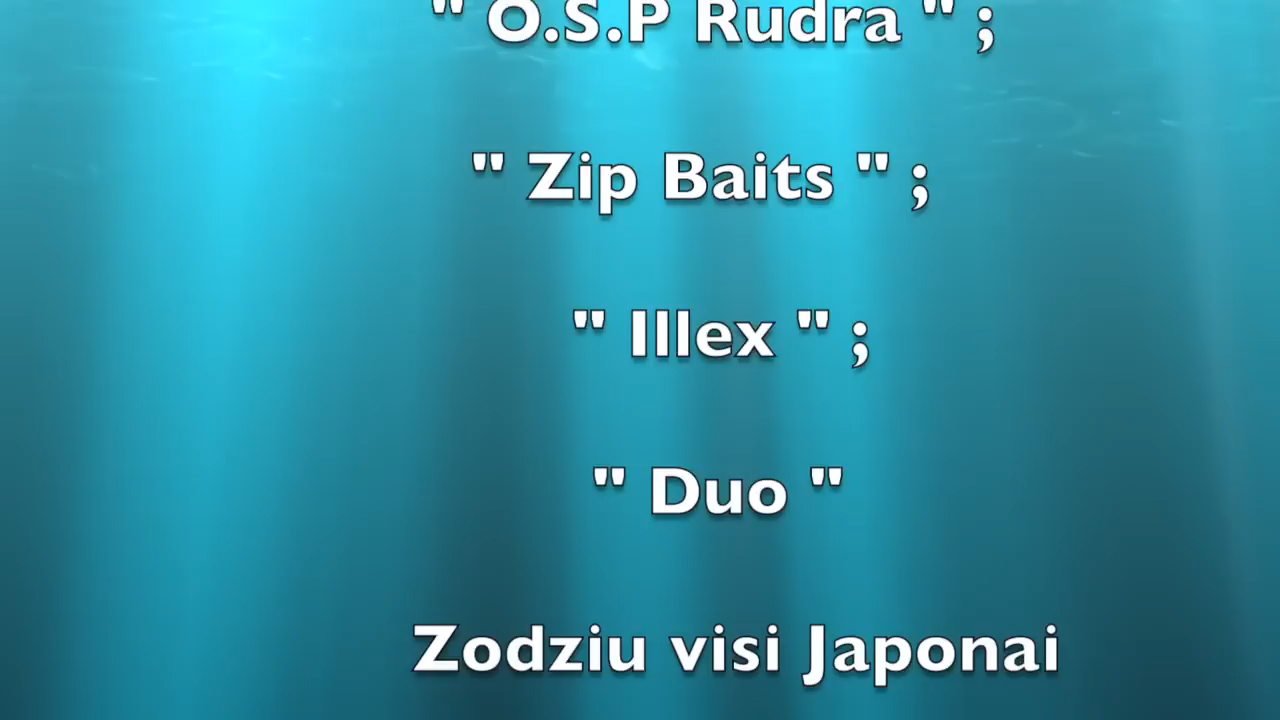 " O.S.P Rudra " ;
" Zip Baits " ;
" Illex " ;
" Duo "
Zodziu visi Japonai